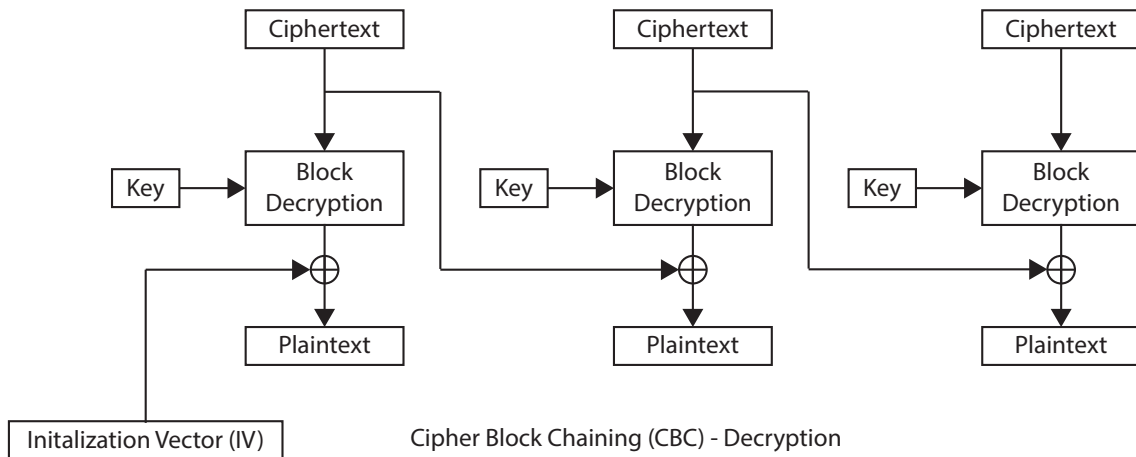 Ciphertext
Ciphertext
Ciphertext
Key
Block
Decryption
Key
Block
Decryption
Key
Block
Decryption
Plaintext
Plaintext
Plaintext
Initalization Vector (IV)
Cipher Block Chaining (CBC) - Decryption